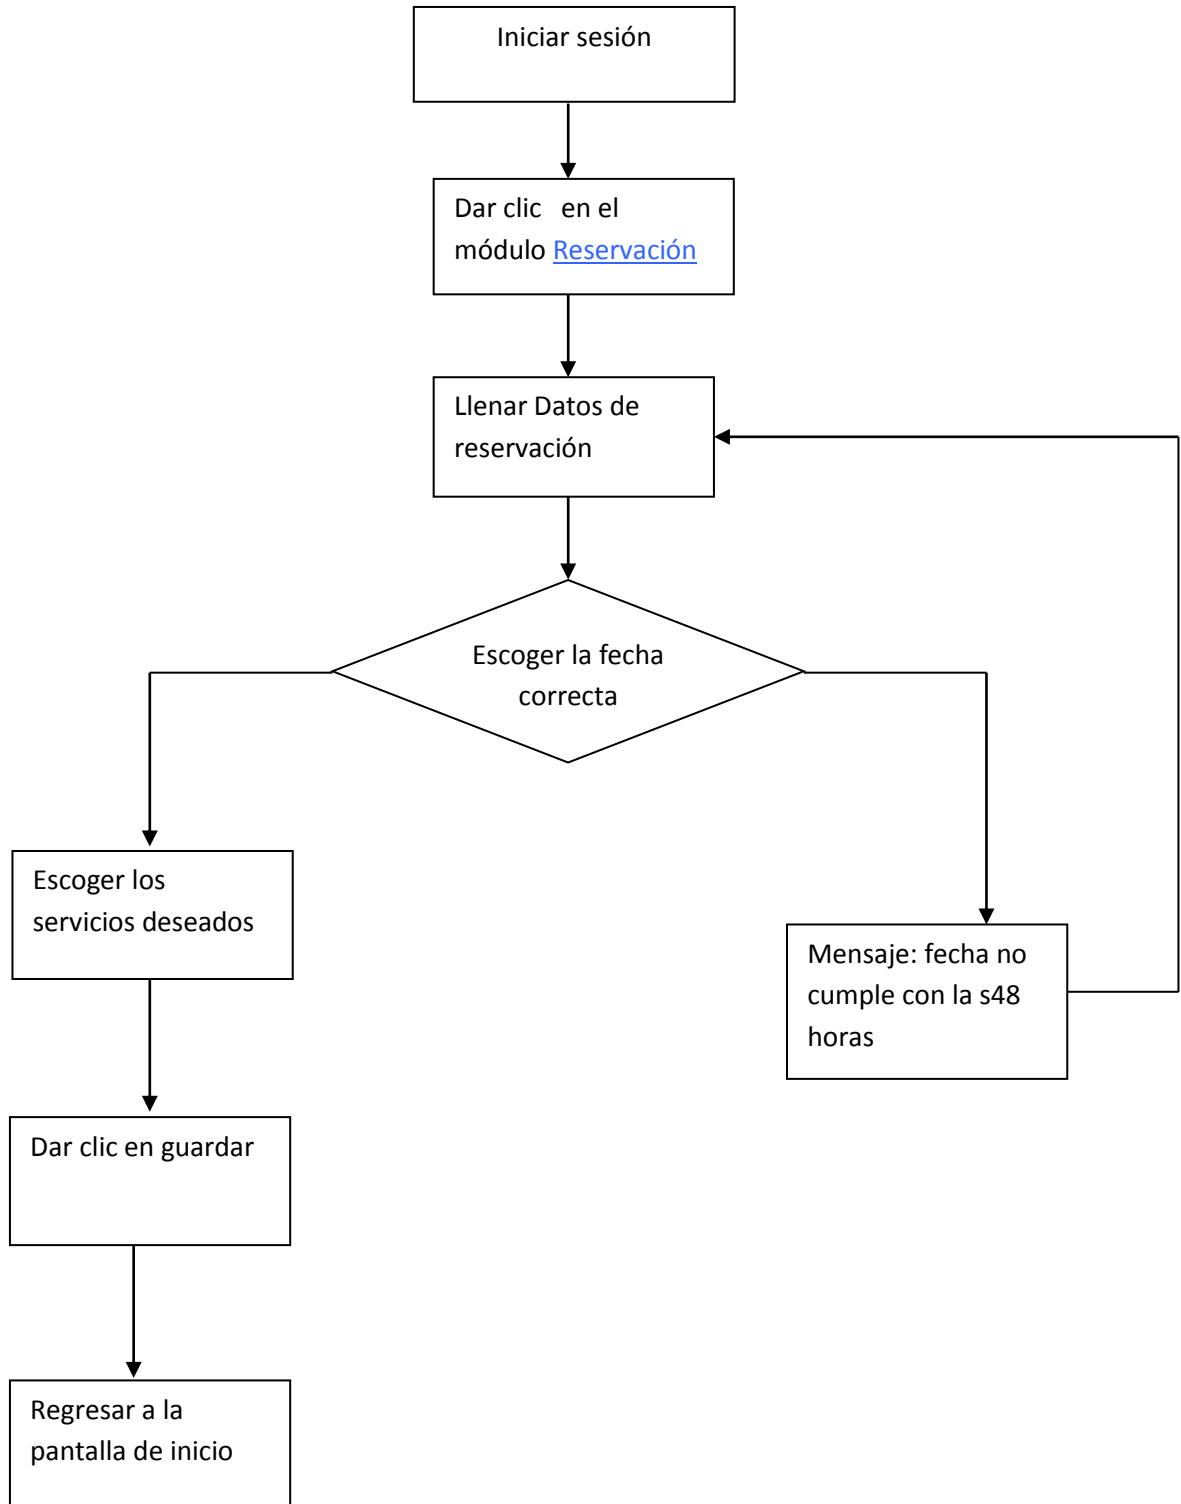 Iniciar sesión
Dar clic en el
módulo Reservación
Llenar Datos de
reservación
Escoger la fecha
correcta
Escoger los
servicios deseados
Mensaje: fecha no
cumple con la s48
horas
Dar clic en guardar
Regresar a la
pantalla de inicio